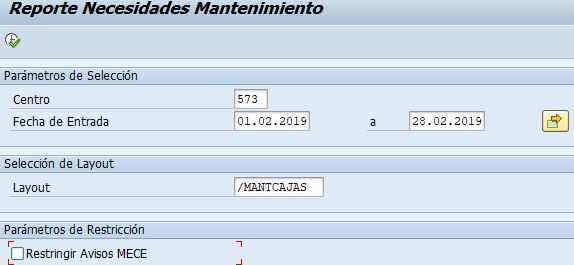 Reporte Necesidades Mantenimiento
Parámetros de Selección
Centro 573
Fecha de Entrada 01.02.2019 a 28.02.2019
Selección de Layout
Layout /MANTCAJAS
Parámetros de Restricción
Restringir Avisos MECE